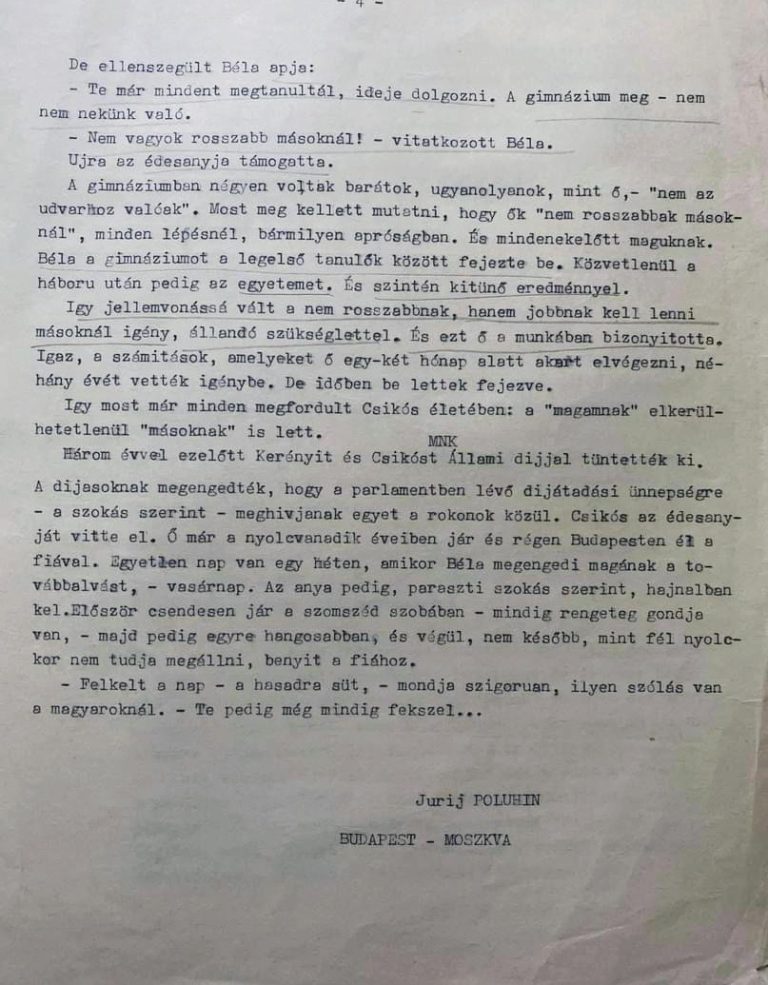 - 4 -
De ellenszegült Béla apja:
- Te már mindent megtanultál, ideje dolgozni. A gimnázium meg - nem
nem nekünk való.
- Nem vagyok rosszabb másoknál! - vitatkozott Béla.
Ujra az édesanyja támogatta.
A gimnáziumban négyen voltak barátok, ugyanolyanok, mint ő,- "nem az
udvarhoz valóak". Most meg kellett mutatni, hogy ők "nem rosszabbak mások-
nál", minden lépésnél, bármilyen apróságban. És mindenekelőtt maguknak.
Béla a gimnáziumot a legelső tanulők között fejezte be. Közvetlenül a
háboru után pedig az egyetemet. És szintén kitünő eredménnyel.
Igy jellemvonássá vált a nem rosszabbnak, hanem jobbnak kell lenni
másoknál igény, állandó szükséglettel. És ezt ő a munkában bizonyitotta.
Igaz, a számitások, amelyeket ő egy-két hónap alatt akart elvégezni, né-
hány évét vették igénybe. De időben be lettek fejezve.
Igy most már minden megfordult Csikós életében: a "magamnak" elkerül-
hetetlenül "másoknak" is lett.
MNK
Három évvel ezelőtt Kerényit és Csikóst Állami dijjal tüntették ki.
A dijasoknak megengedték, hogy a parlamentben lévő dijátadási ünnepségre
- a szokás szerint - meghivjanak egyet a rokonok közül. Csikós az édesany-
ját vitte el. Ő már a nyolcvanadik éveiben jár és régen Budapesten él a
fiával. Egyetlen nap van egy héten, amikor Béla megengedi magának a to-
vábbalvást, - vasárnap. Az anya pedig, paraszti szokás szerint, hajnalban
kel.Először csendesen jár a szomszéd szobában - mindig rengeteg gondja
van, - majd pedig egyre hangosabban, és végül, nem később, mint fél nyolc-
kor nem tudja megállni, benyit a fiához.
- Felkelt a nap - a hasadra süt, - mondja szigoruan, ilyen szólás van
a magyaroknál. - Te pedig még mindig fekszel...
Jurij POLUHIN
BUDAPEST - MOSZKVA